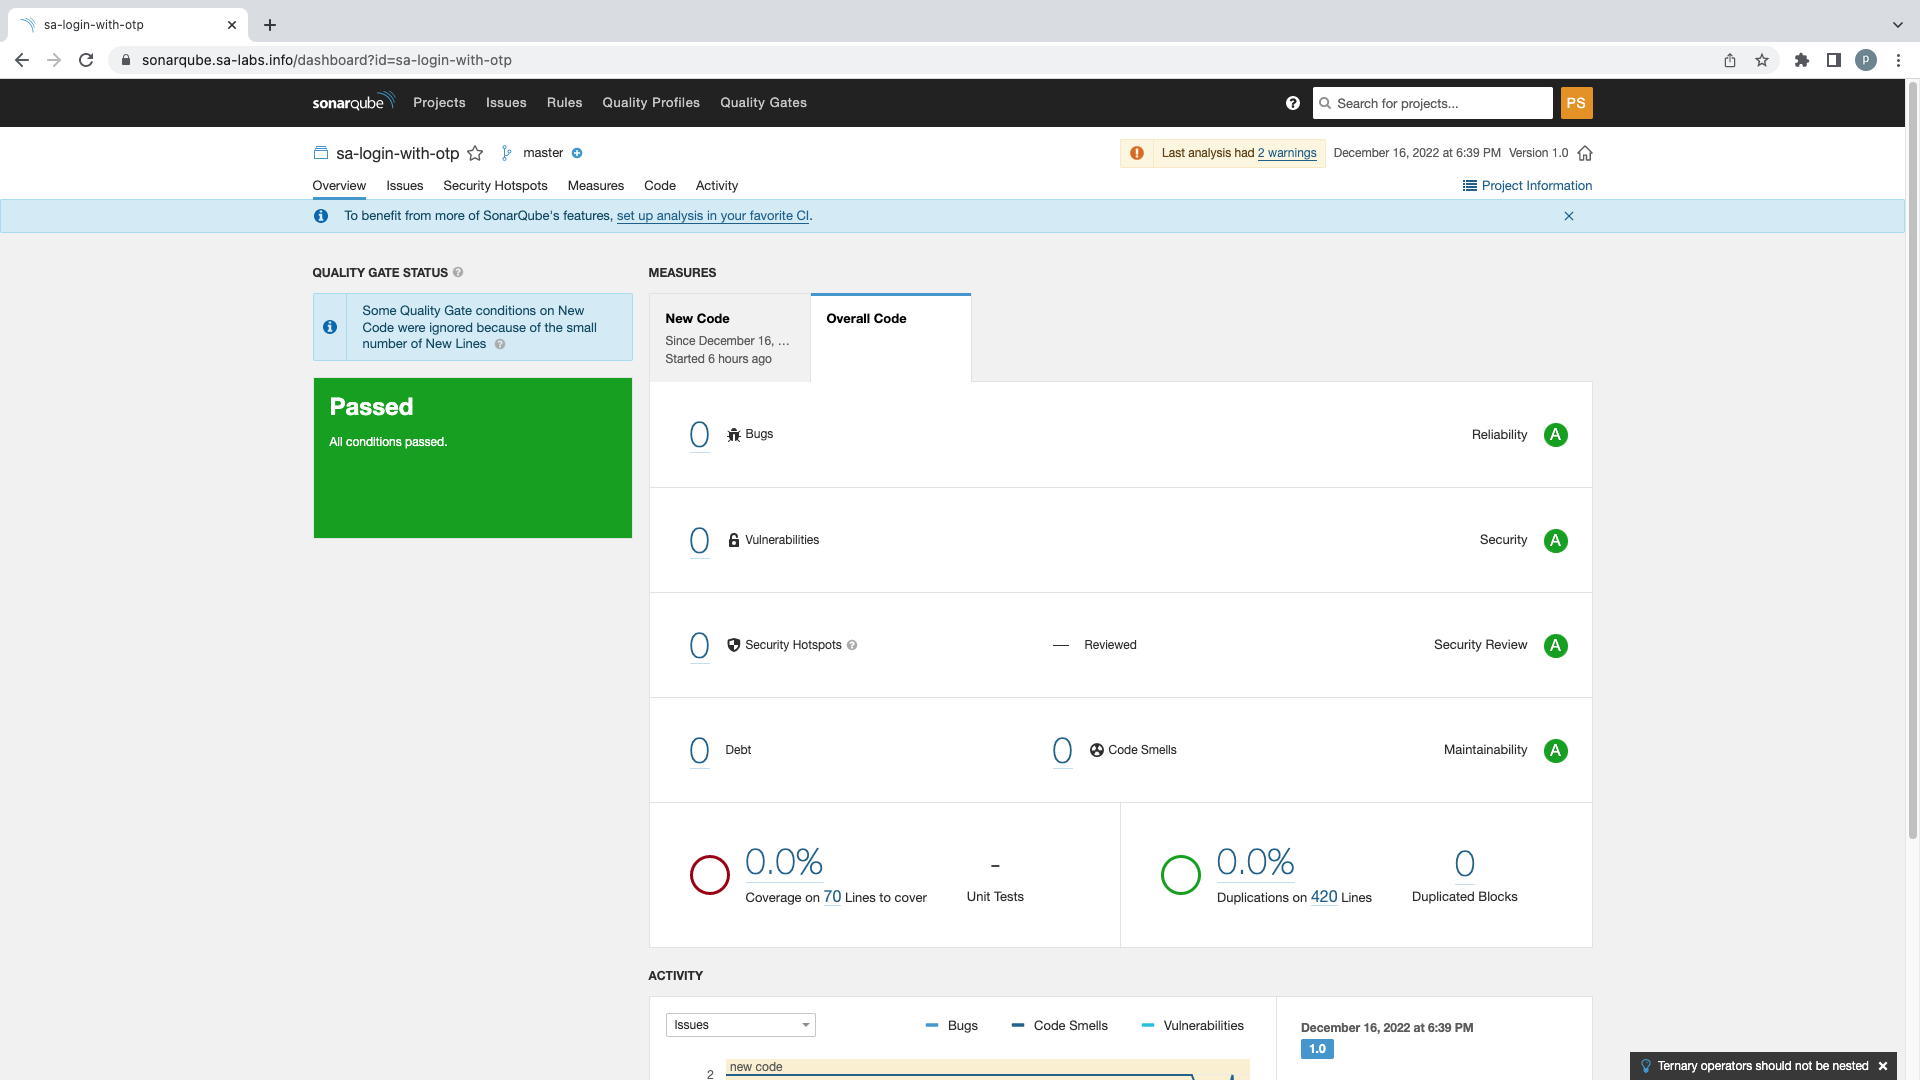 sa-login-with-otp
sonarqube.sa-labs.info/dashboard?id=sa-login-with-otp
P
sonarqube Projects Issues Rules Quality Profiles Quality Gates
Search for projects...
PS
sa-login-with-otp master
Last analysis had 2 warnings December 16, 2022 at 6:39 PM Version 1.0
Overview Issues Security Hotspots Measures Code Activity
Project Information
To benefit from more of SonarQube's features, set up analysis in your favorite CI.
QUALITY GATE STATUS
Some Quality Gate conditions on New
Code were ignored because of the small
number of New Lines
Passed
All conditions passed.
MEASURES
New Code
Since December 16, ...
Started 6 hours ago
Overall Code
0 Bugs Reliability A
0 Vulnerabilities Security A
0 Security Hotspots — Reviewed Security Review A
0 Debt 0 Code Smells Maintainability A
0.0%
Coverage on 70 Lines to cover
-
Unit Tests
0.0%
Duplications on 420 Lines
0
Duplicated Blocks
ACTIVITY
Issues
Bugs Code Smells Vulnerabilities
new code
2
December 16, 2022 at 6:39 PM
1.0
Ternary operators should not be nested